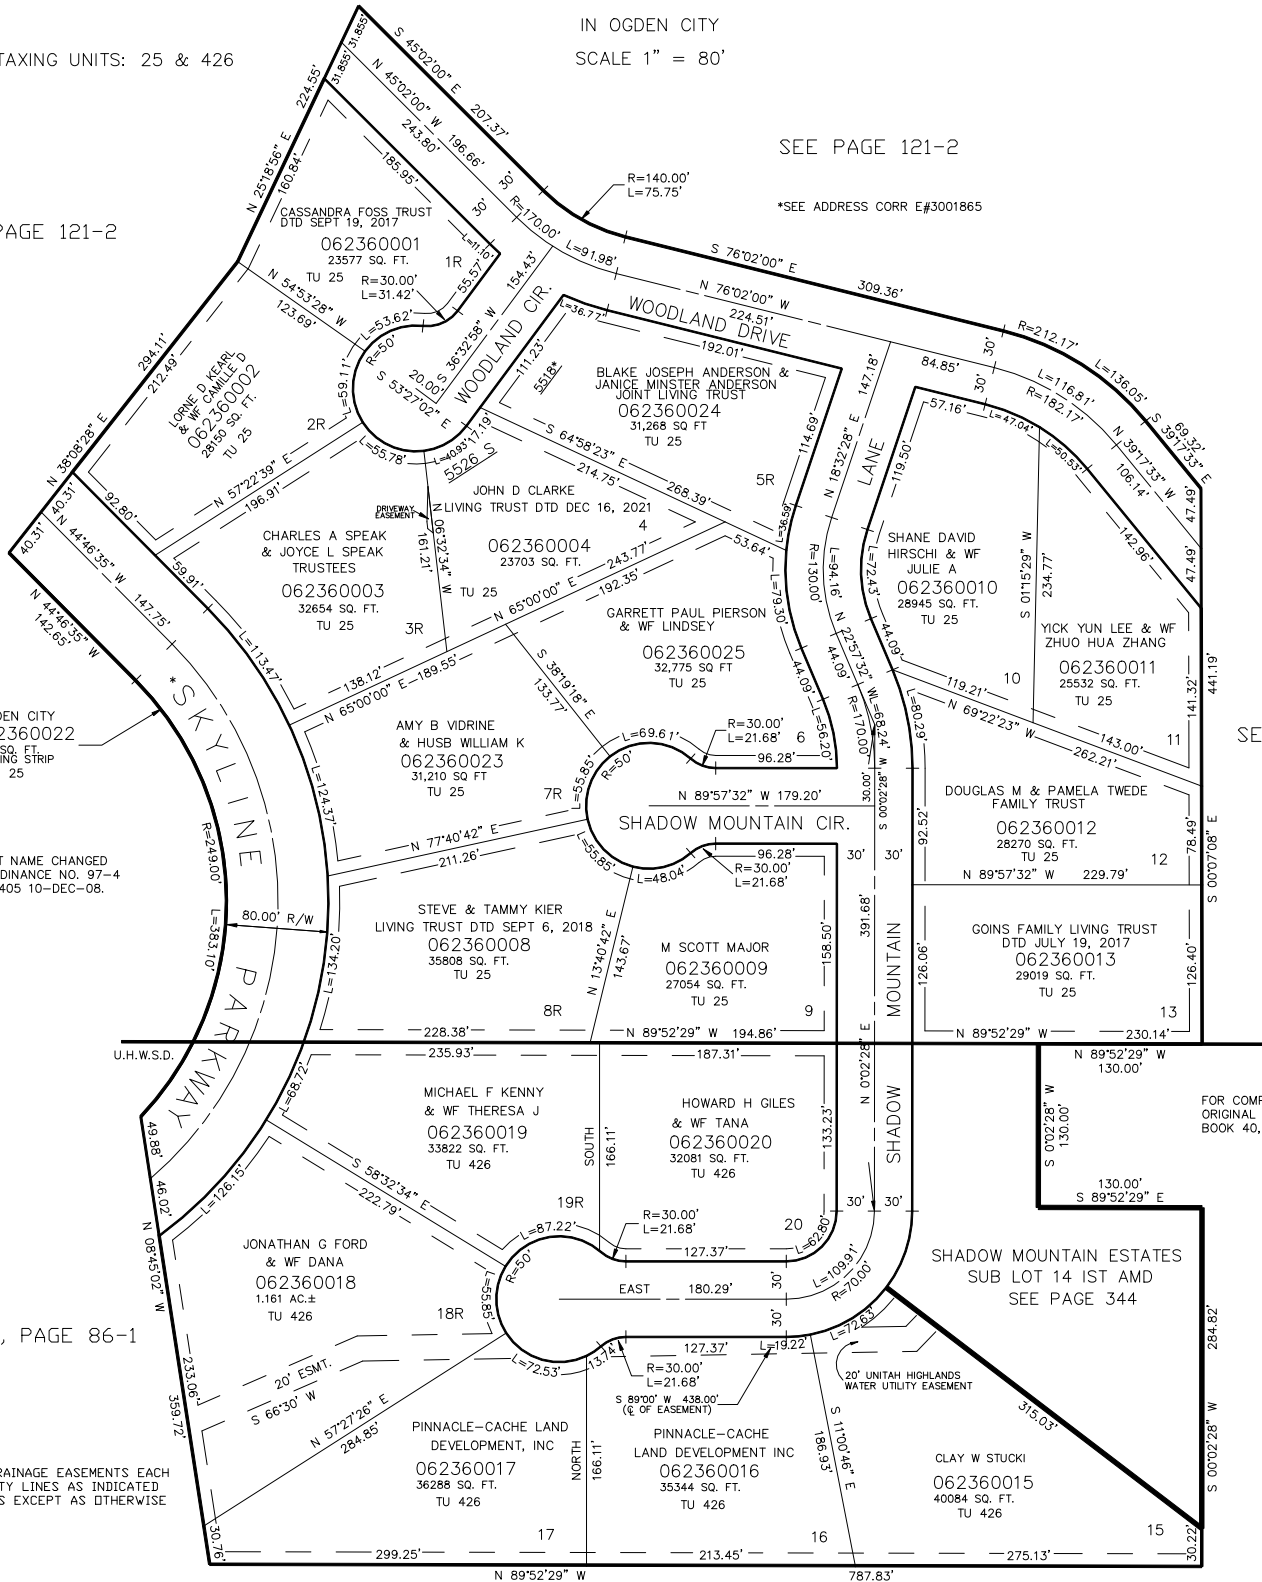 IN OGDEN CITY
SCALE 1" = 80'
TAXING UNITS: 25 & 426
SEE PAGE 121-2
*SEE ADDRESS CORR E#3001865
PAGE 121-2
S 45°02'00" E 207.37'
31.855'
31.855'
224.55'
N 25°18'56" E
160.84'
N 45°02'00" W
243.80'
196.66'
185.95'
30'
30'
R=140.00'
L=75.75'
R=170.00'
L=91.98'
S 76°02'00" E
309.36'
N 76°02'00" W
224.51'
84.85'
WOODLAND DRIVE
192.01'
CASSANDRA FOSS TRUST
DTD SEPT 19, 2017
062360001
23577 SQ. FT.
TU 25
1R
R=30.00'
L=31.42'
L=11.10'
55.57'
154.43'
S 36°32'58" W
WOODLAND CIR.
20.00'
S 53°27'02" E
L=36.77'
111.23'
N 54°53'28" W
123.69'
L=53.62'
R=50'
L=59.11'
294.11'
212.49'
N 38°08'28" E
LORNE D KEARL
& WF CAMILLE D
062360002
28150 SQ. FT.
TU 25
2R
N 57°22'39" E
196.91'
L=55.78'
L=40.93'
17.19'
5526 S
5518*
BLAKE JOSEPH ANDERSON &
JANICE MINSTER ANDERSON
JOINT LIVING TRUST
062360024
31,268 SQ FT
TU 25
5R
S 64°58'23" E
214.75'
268.39'
53.64'
114.69'
L=36.59'
147.18'
N 18°32'28" E
LANE
119.50'
57.16'
30'
30'
R=212.17'
L=136.05'
L=116.81'
R=182.17'
L=47.04'
L=50.53'
69.32'
S 39°17'33" E
N 39°17'33" W
106.14'
142.96'
47.49'
47.49'
40.31'
40.31'
92.80'
59.91'
N 44°46'35" W
147.75'
N 44°46'35" W
142.65'
CHARLES A SPEAK
& JOYCE L SPEAK
TRUSTEES
062360003
32654 SQ. FT.
TU 25
3R
DRIVEWAY
EASEMENT
N 06°32'34" W
161.21'
JOHN D CLARKE
LIVING TRUST DTD DEC 16, 2021
4
062360004
23703 SQ. FT.
TU 25
N 65°00'00" E
243.77'
192.35'
138.12'
N 65°00'00" E 189.55'
L=113.47'
GARRETT PAUL PIERSON
& WF LINDSEY
062360025
32,775 SQ FT
TU 25
6
S 38°19'18" E
133.77'
L=79.30'
44.09'
L=56.20'
R=130.00'
L=94.16'
N 22°57'32" W
44.09'
L=68.24'
R=170.00'
30.00'
S 00°02'28" W
L=72.43'
44.09'
L=80.29'
SHANE DAVID
HIRSCHI & WF
JULIE A
062360010
28945 SQ. FT.
TU 25
10
S 01°15'29" W
234.77'
YICK YUN LEE & WF
ZHUO HUA ZHANG
062360011
25532 SQ. FT.
TU 25
11
141.32'
441.19'
119.21'
N 69°22'23" W
143.00'
262.21'
SE
DEN CITY
62360022
SQ. FT.
NG STRIP
25
*SKYLINE PARKWAY
AMY B VIDRINE
& HUSB WILLIAM K
062360023
31,210 SQ FT
TU 25
7R
L=124.37'
N 77°40'42" E
211.26'
L=69.61'
R=50'
L=55.85'
R=30.00'
L=21.68'
96.28'
N 89°57'32" W 179.20'
SHADOW MOUNTAIN CIR.
L=55.85'
L=48.04'
96.28'
R=30.00'
L=21.68'
30'
30'
DOUGLAS M & PAMELA TWEDE
FAMILY TRUST
062360012
28270 SQ. FT.
TU 25
12
92.52'
78.49'
N 89°57'32" W 229.79'
S 00°07'08" E
T NAME CHANGED
DINANCE NO. 97-4
405 10-DEC-08.
R=249.00'
L=383.10'
80.00' R/W
L=134.20'
STEVE & TAMMY KIER
LIVING TRUST DTD SEPT 6, 2018
062360008
35808 SQ. FT.
TU 25
8R
N 13°40'42" E
143.67'
M SCOTT MAJOR
062360009
27054 SQ. FT.
TU 25
9
158.50'
391.68'
SHADOW MOUNTAIN
N 0°02'28" E
126.06'
GOINS FAMILY LIVING TRUST
DTD JULY 19, 2017
062360013
29019 SQ. FT.
TU 25
13
126.40'
228.38'
N 89°52'29" W 194.86'
N 89°52'29" W 230.14'
U.H.W.S.D.
235.93'
187.31'
N 89°52'29" W
130.00'
L=68.72'
MICHAEL F KENNY
& WF THERESA J
062360019
33822 SQ. FT.
TU 426
19R
SOUTH
166.11'
HOWARD H GILES
& WF TANA
062360020
32081 SQ. FT.
TU 426
20
133.23'
SHADOW
S 0°02'28" W
130.00'
FOR COMP
ORIGINAL
BOOK 40,
130.00'
S 89°52'29" E
49.88'
46.02'
L=126.15'
S 58°32'34" E
222.79'
N 08°45'02" W
JONATHAN G FORD
& WF DANA
062360018
1.161 AC.±
TU 426
18R
L=87.22'
R=50'
L=55.85'
R=30.00'
L=21.68'
127.37'
L=62.80'
30'
30'
EAST 180.29'
L=109.91'
R=70.00'
30'
30'
SHADOW MOUNTAIN ESTATES
SUB LOT 14 IST AMD
SEE PAGE 344
284.82'
, PAGE 86-1
233.06'
359.72'
20' ESMT.
S 66°30' W
L=72.53'
13.74'
127.37'
L=19.22'
L=72.63'
R=30.00'
L=21.68'
S 89°00' W 438.00'
(℄ OF EASEMENT)
20' UNITAH HIGHLANDS
WATER UTILITY EASEMENT
315.03'
N 57°27'26" E
284.85'
PINNACLE-CACHE LAND
DEVELOPMENT, INC
062360017
36288 SQ. FT.
TU 426
17
NORTH
166.11'
PINNACLE-CACHE
LAND DEVELOPMENT INC
062360016
35344 SQ. FT.
TU 426
16
S 11°00'46" E
186.93'
CLAY W STUCKI
062360015
40084 SQ. FT.
TU 426
15
S 00°02'28" W
30.22'
RAINAGE EASEMENTS EACH
TY LINES AS INDICATED
S EXCEPT AS OTHERWISE
30.76'
299.25'
213.45'
275.13'
N 89°52'29" W
787.83'